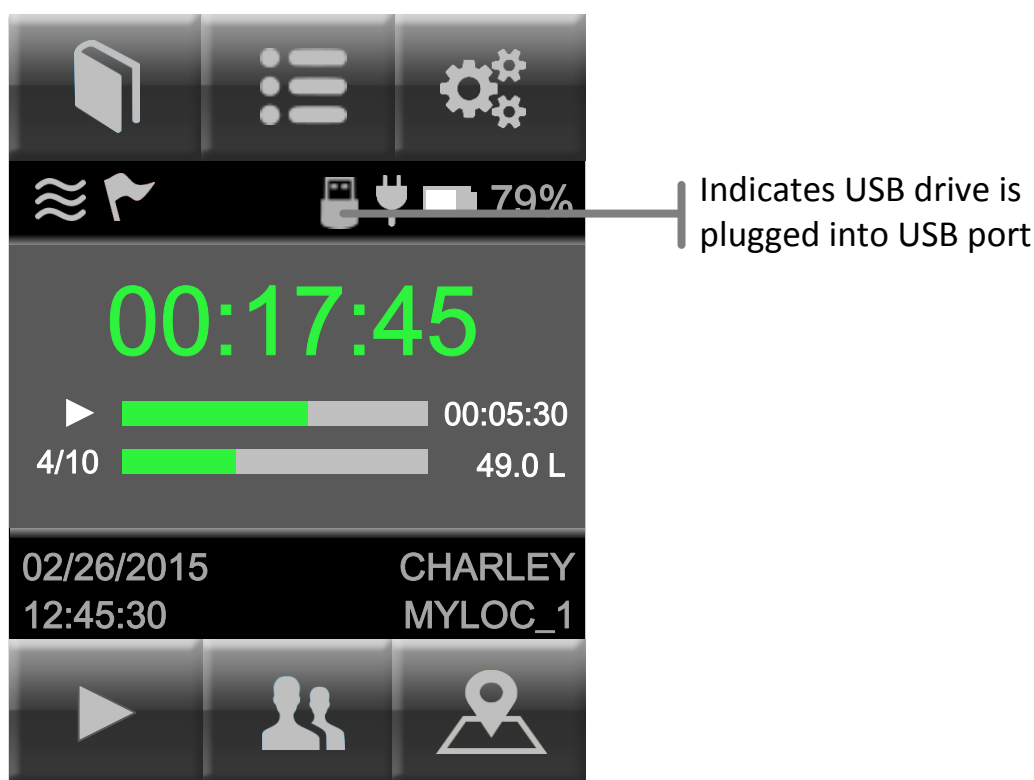 79%
Indicates USB drive is
plugged into USB port
00:17:45
00:05:30
4/10
49.0 L
02/26/2015
CHARLEY
12:45:30
MYLOC_1